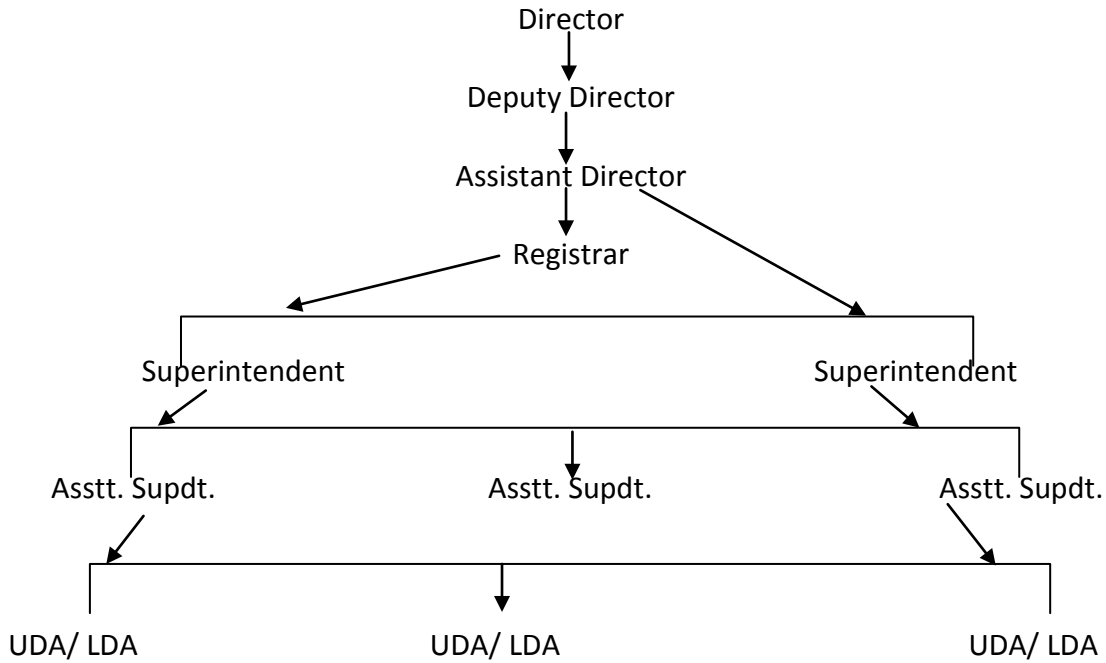 Director
Deputy Director
Assistant Director
Registrar
Superintendent Superintendent
Asstt. Supdt. Asstt. Supdt. Asstt. Supdt.
UDA/ LDA UDA/ LDA UDA/ LDA